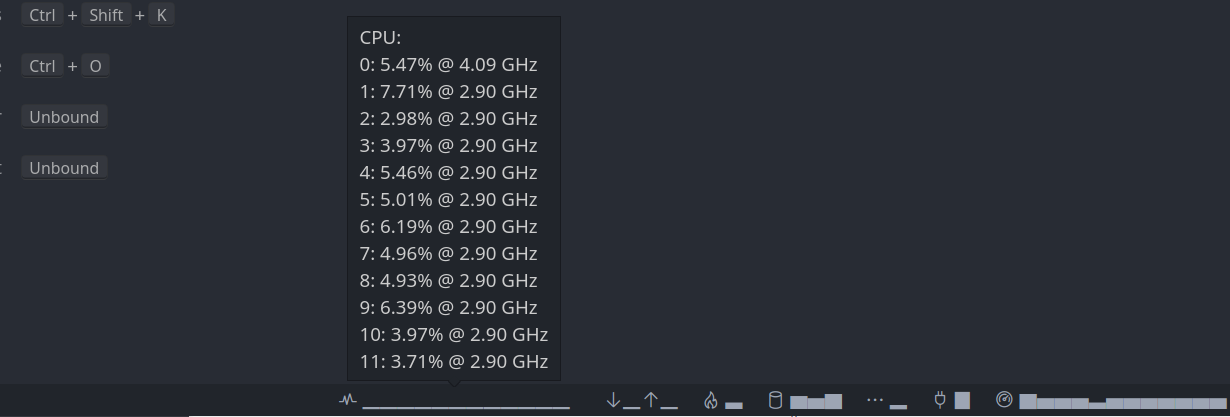 Ctrl + Shift + K
Ctrl + O
Unbound
Unbound
CPU:
0: 5.47% @ 4.09 GHz
1: 7.71% @ 2.90 GHz
2: 2.98% @ 2.90 GHz
3: 3.97% @ 2.90 GHz
4: 5.46% @ 2.90 GHz
5: 5.01% @ 2.90 GHz
6: 6.19% @ 2.90 GHz
7: 4.96% @ 2.90 GHz
8: 4.93% @ 2.90 GHz
9: 6.39% @ 2.90 GHz
10: 3.97% @ 2.90 GHz
11: 3.71% @ 2.90 GHz